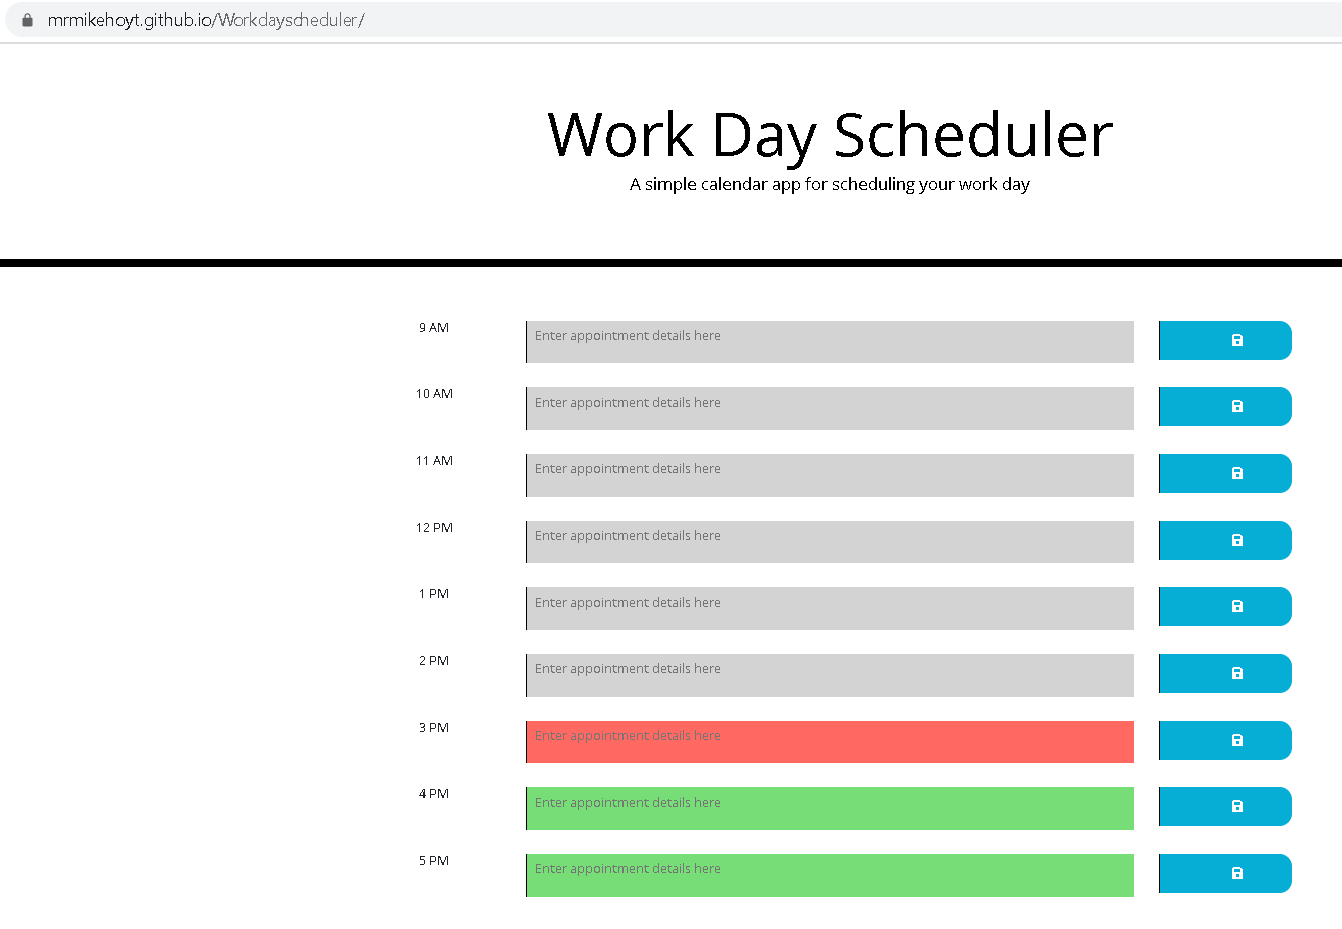 mrmikehoyt.github.io/Workdayscheduler/
Work Day Scheduler
A simple calendar app for scheduling your work day
9 AM
Enter appointment details here
10 AM
Enter appointment details here
11 AM
Enter appointment details here
12 PM
Enter appointment details here
1 PM
Enter appointment details here
2 PM
Enter appointment details here
3 PM
Enter appointment details here
4 PM
Enter appointment details here
5 PM
Enter appointment details here